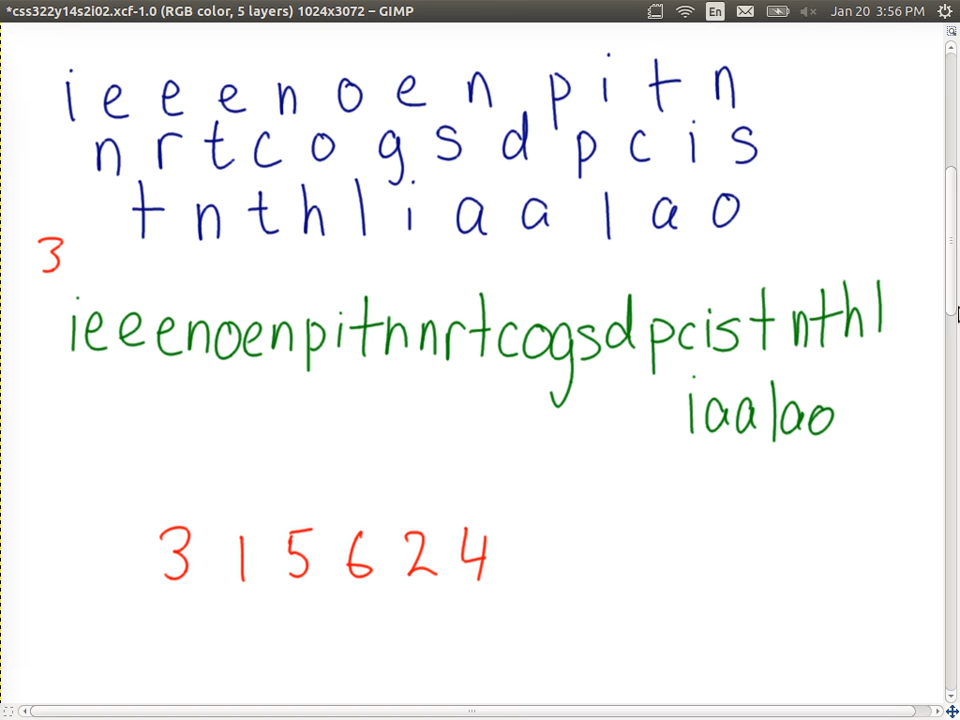 *css322y14s2i02.xcf-1.0 (RGB color, 5 layers) 1024x3072 – GIMP
En
Jan 20 3:56 PM
i e e e n o e n p i t n
n r t c o g s d p c i s
t n t h l i a a l a o
3
ieeenoenpitnnrtcogsdpcistnthl
iaalao
3 1 5 6 2 4